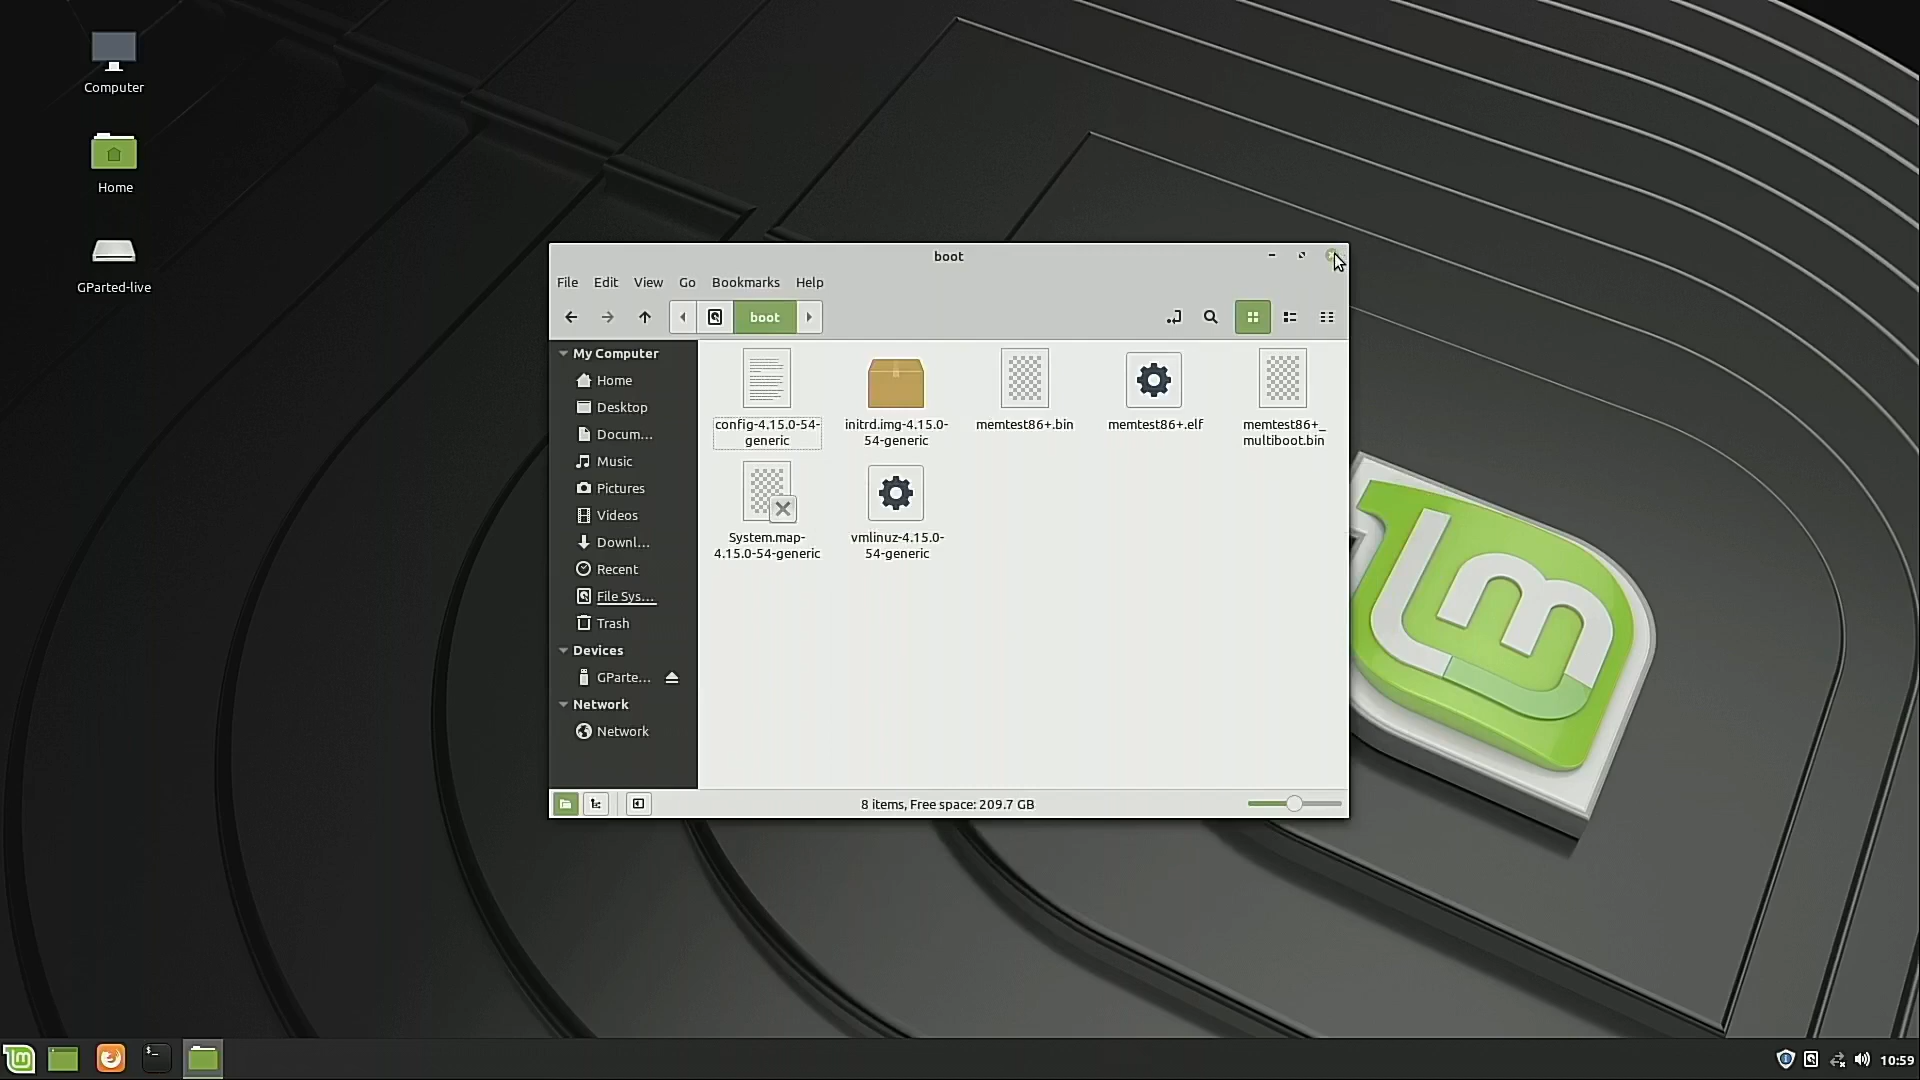 Computer
Home
GParted-live
boot
File Edit View Go Bookmarks Help
boot
My Computer
Home
Desktop
Docum...
Music
Pictures
Videos
Downl...
Recent
File Sys...
Trash
Devices
GParte...
Network
Network
config-4.15.0-54-
generic
initrd.img-4.15.0-
54-generic
memtest86+.bin
memtest86+.elf
memtest86+_
multiboot.bin
System.map-
4.15.0-54-generic
vmlinuz-4.15.0-
54-generic
8 items, Free space: 209.7 GB
10:59